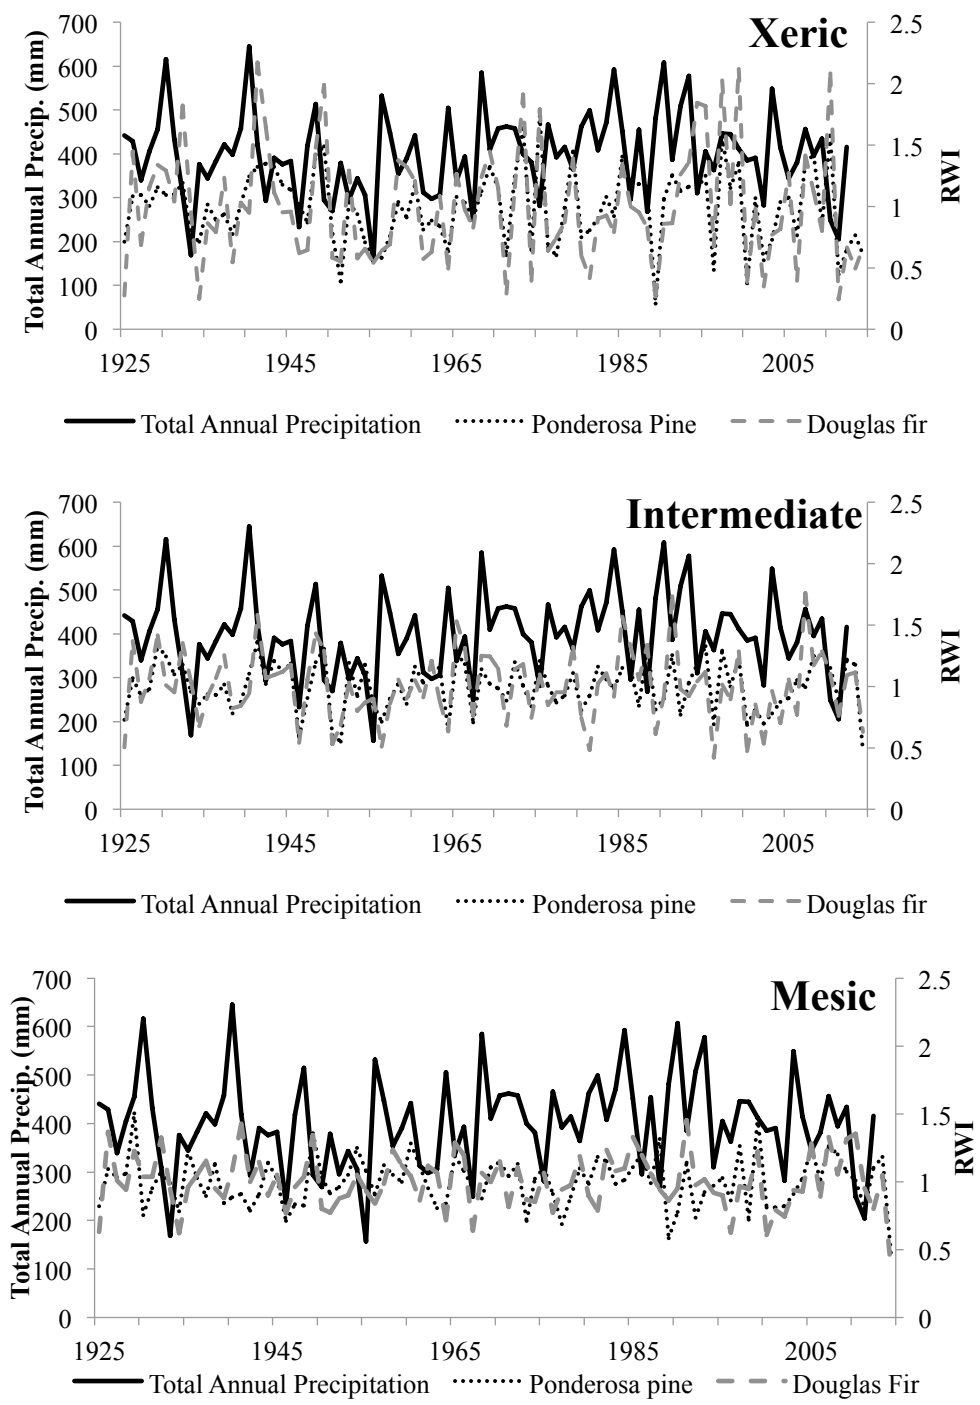 Xeric
Total Annual Precip. (mm)
700
600
500
400
300
200
100
0
2.5
2
1.5
1
0.5
0
RWI
1925 1945 1965 1985 2005
Total Annual Precipitation Ponderosa Pine Douglas fir
Intermediate
Total Annual Precip. (mm)
700
600
500
400
300
200
100
0
2.5
2
1.5
1
0.5
0
RWI
1925 1945 1965 1985 2005
Total Annual Precipitation Ponderosa pine Douglas fir
Mesic
Total Annual Precip. (mm)
700
600
500
400
300
200
100
0
2.5
2
1.5
1
0.5
0
RWI
1925 1945 1965 1985 2005
Total Annual Precipitation Ponderosa pine Douglas Fir